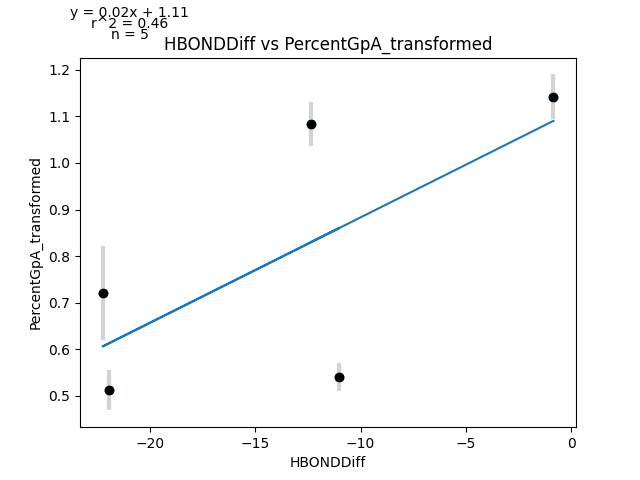 y = 0.02x + 1.11
r^2 = 0.46
n = 5
HBONDDiff vs PercentGpA_transformed
PercentGpA_transformed
1.2
1.1
1.0
0.9
0.8
0.7
0.6
0.5
−20
−15
−10
−5
0
HBONDDiff